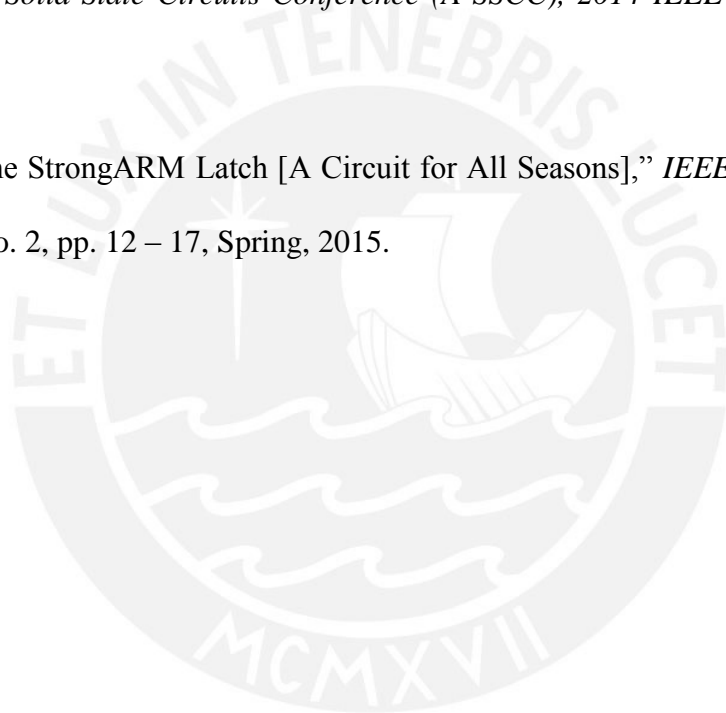 Solid-State Circuits Conference (A-SSCC), 2014 IEEE
he StrongARM Latch [A Circuit for All Seasons],” IEEE
o. 2, pp. 12 – 17, Spring, 2015.
ET LUX IN TENEBRIS LUCET
MCMXVII